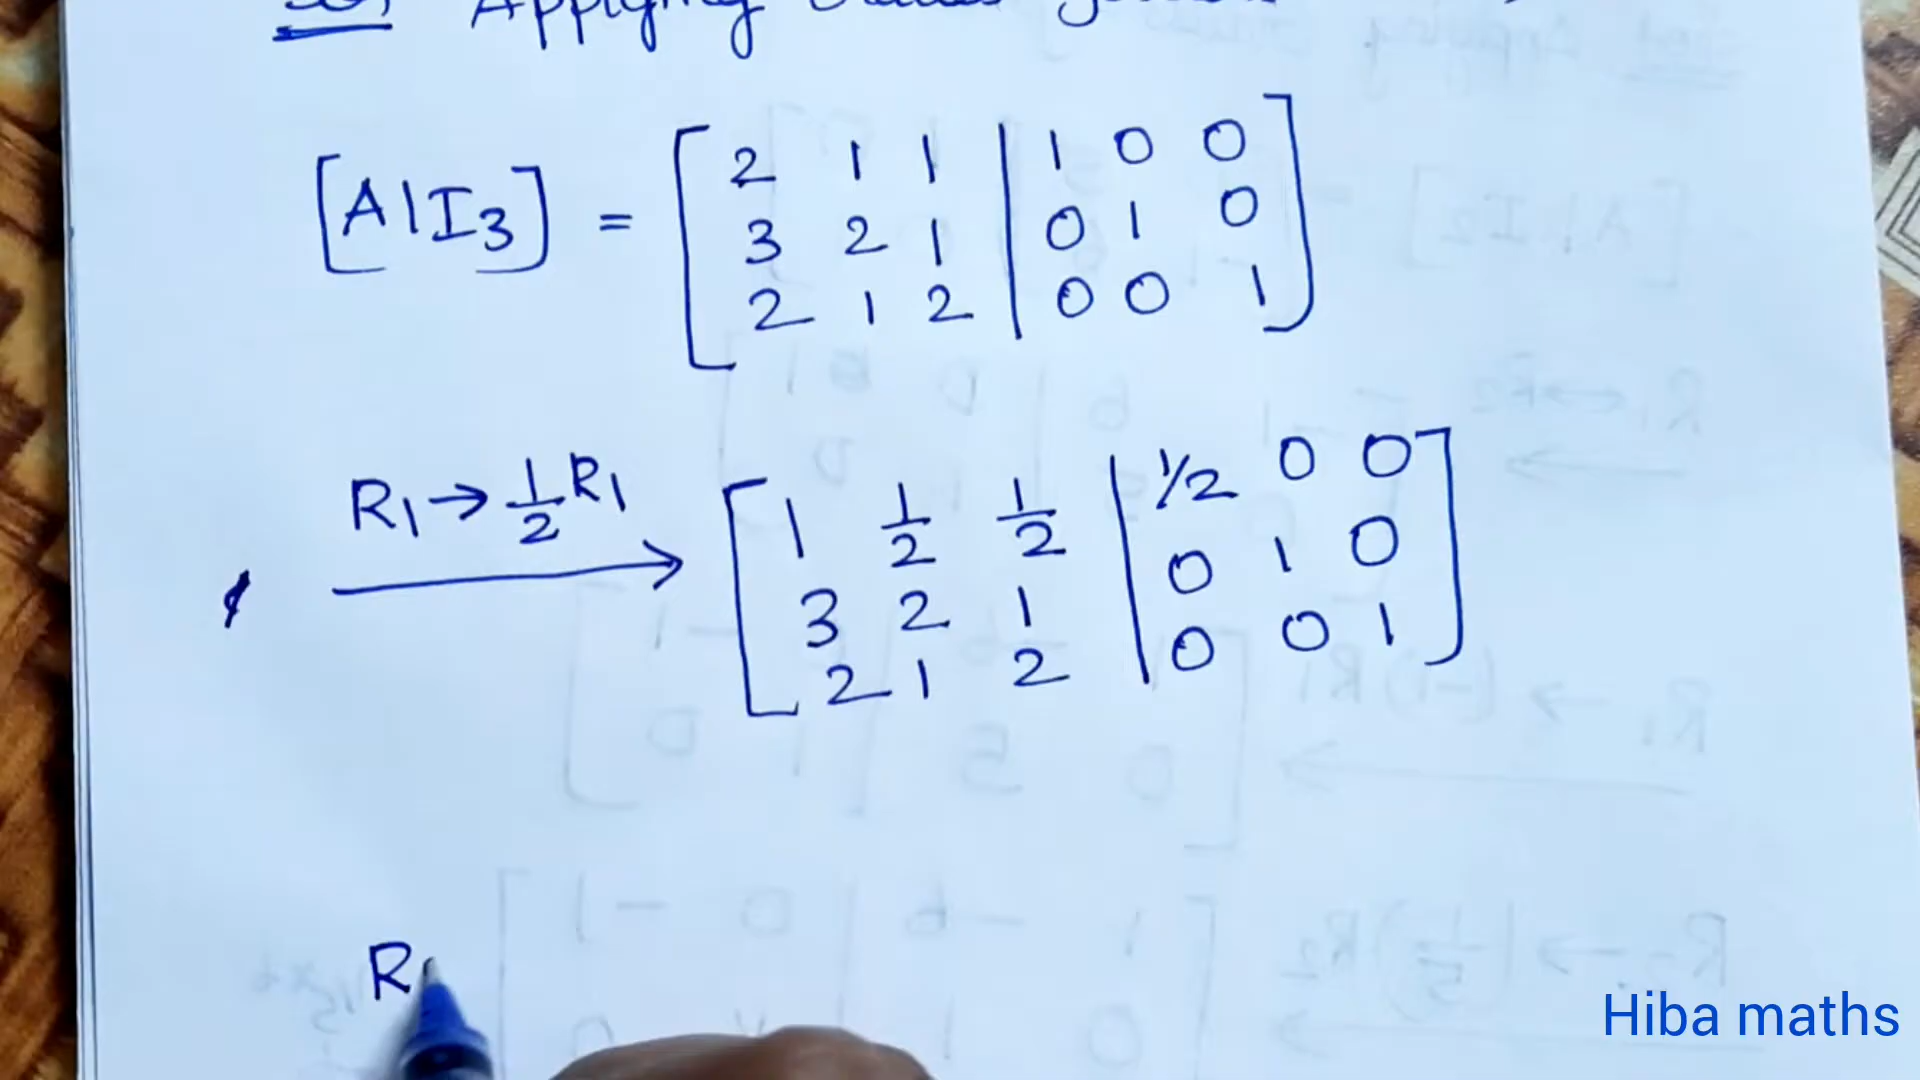 Applying
[A|I3] = [2 1 1 | 1 0 0
3 2 1 | 0 1 0
2 1 2 | 0 0 1]
R1 → 1/2 R1
[1 1/2 1/2 | 1/2 0 0
3 2 1 | 0 1 0
2 1 2 | 0 0 1]
R
Hiba maths